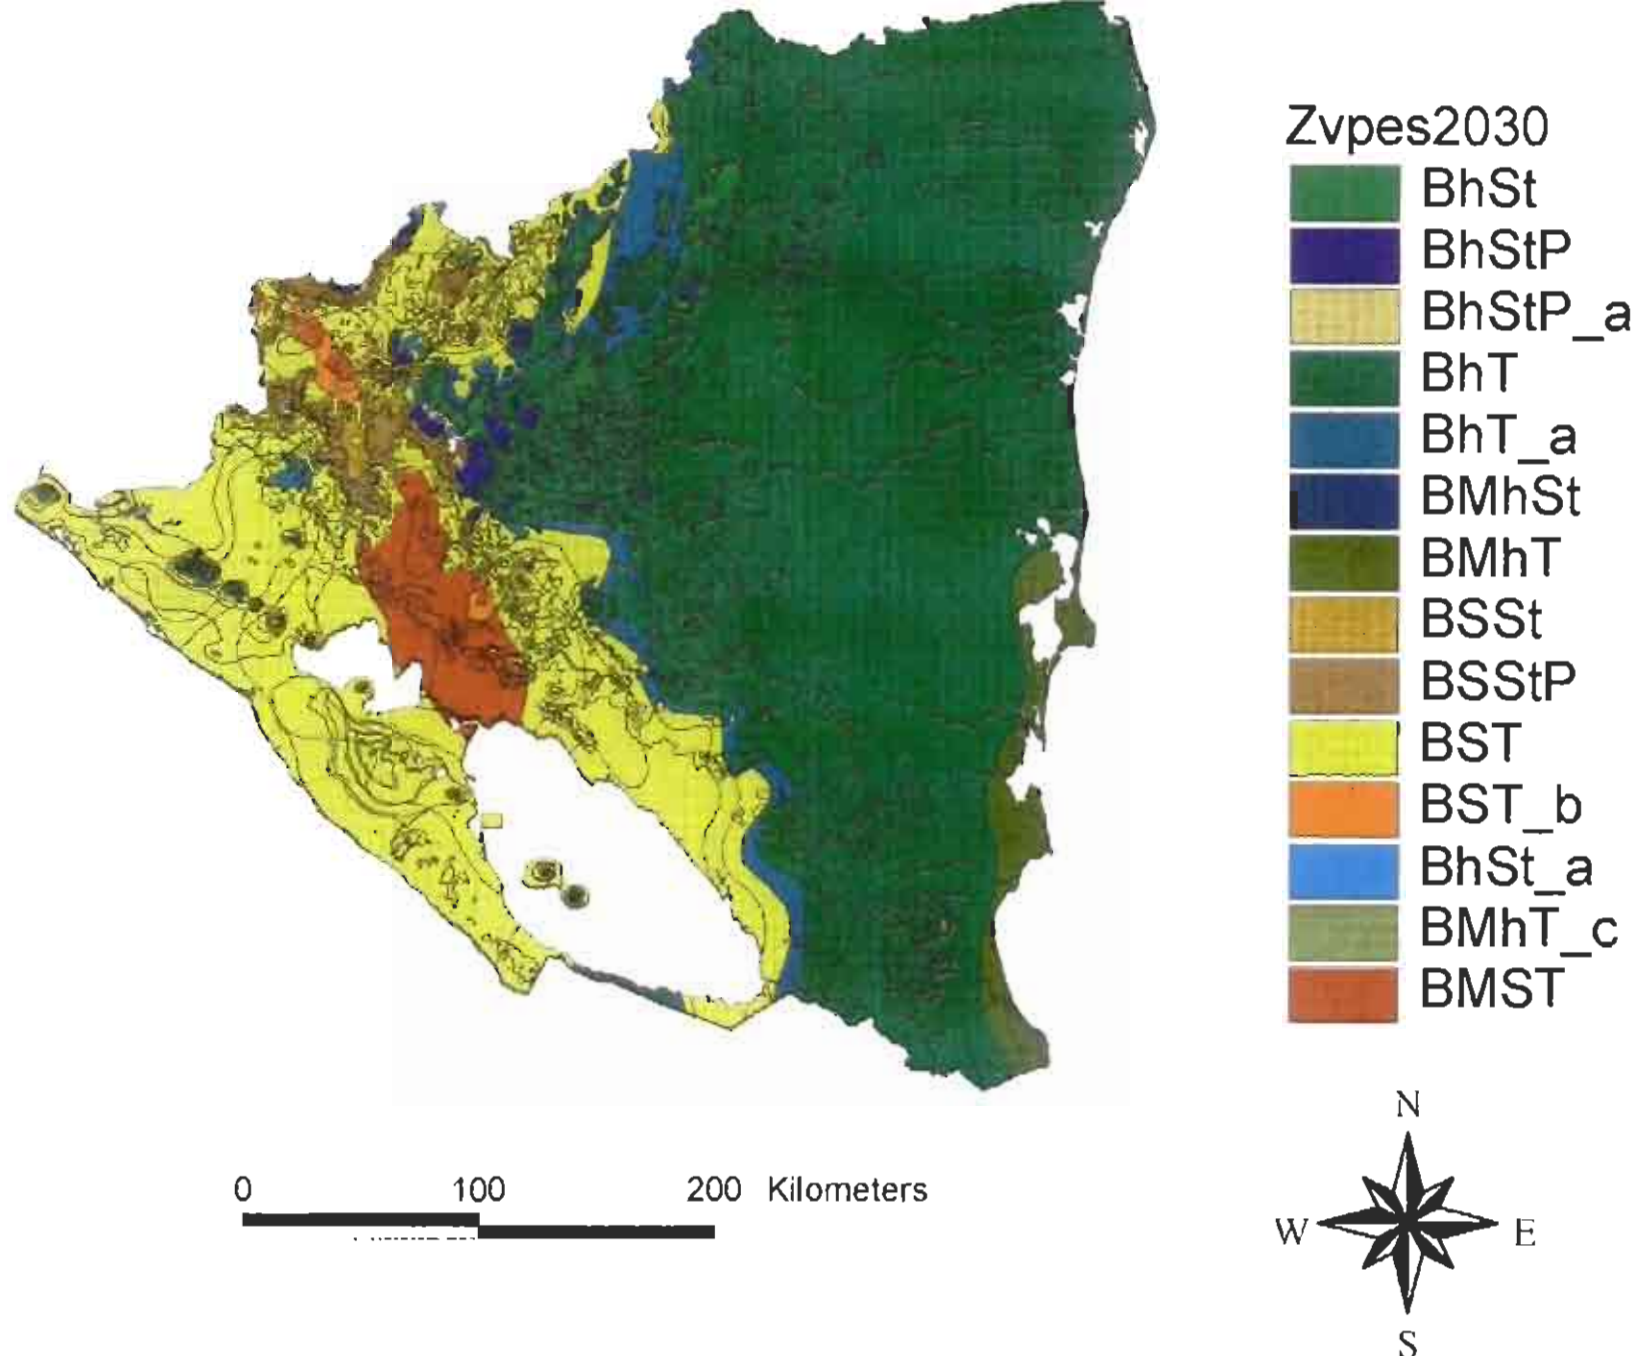 Zvpes2030
BhSt
BhStP
BhStP_a
BhT
BhT_a
BMhSt
BMhT
BSSt
BSStP
BST
BST_b
BhSt_a
BMhT_c
BMST
N
W E
S
0 100 200 Kilometers